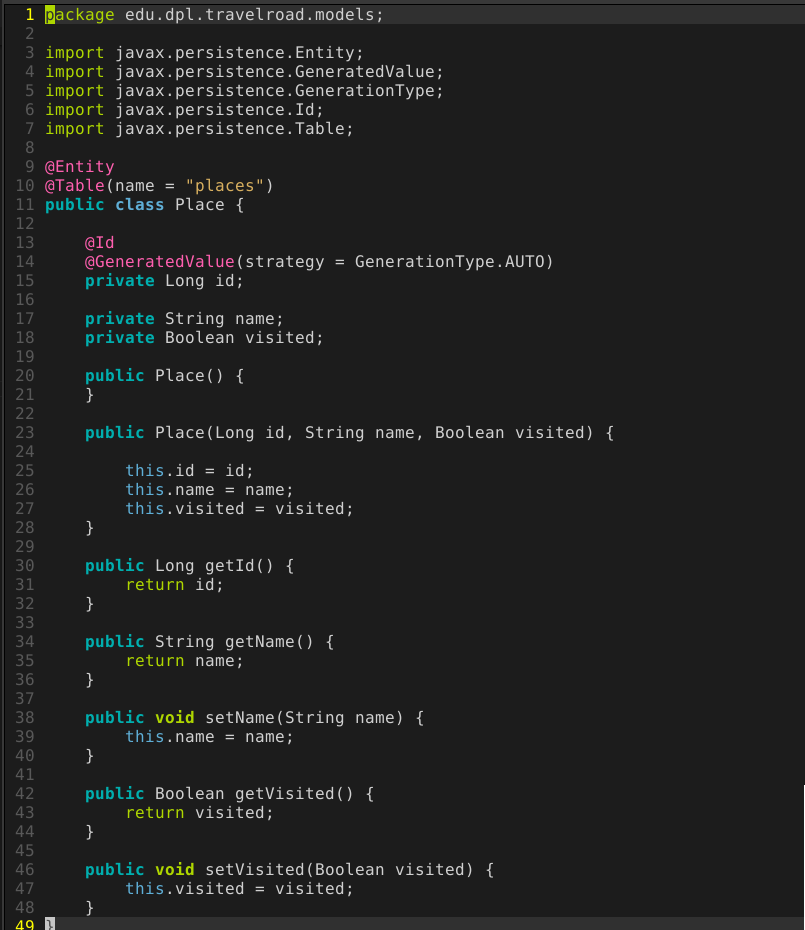 1 package edu.dpl.travelroad.models;
2
3 import javax.persistence.Entity;
4 import javax.persistence.GeneratedValue;
5 import javax.persistence.GenerationType;
6 import javax.persistence.Id;
7 import javax.persistence.Table;
8
9 @Entity
10 @Table(name = "places")
11 public class Place {
12
13     @Id
14     @GeneratedValue(strategy = GenerationType.AUTO)
15     private Long id;
16
17     private String name;
18     private Boolean visited;
19
20     public Place() {
21     }
22
23     public Place(Long id, String name, Boolean visited) {
24
25         this.id = id;
26         this.name = name;
27         this.visited = visited;
28     }
29
30     public Long getId() {
31         return id;
32     }
33
34     public String getName() {
35         return name;
36     }
37
38     public void setName(String name) {
39         this.name = name;
40     }
41
42     public Boolean getVisited() {
43         return visited;
44     }
45
46     public void setVisited(Boolean visited) {
47         this.visited = visited;
48     }
49 }